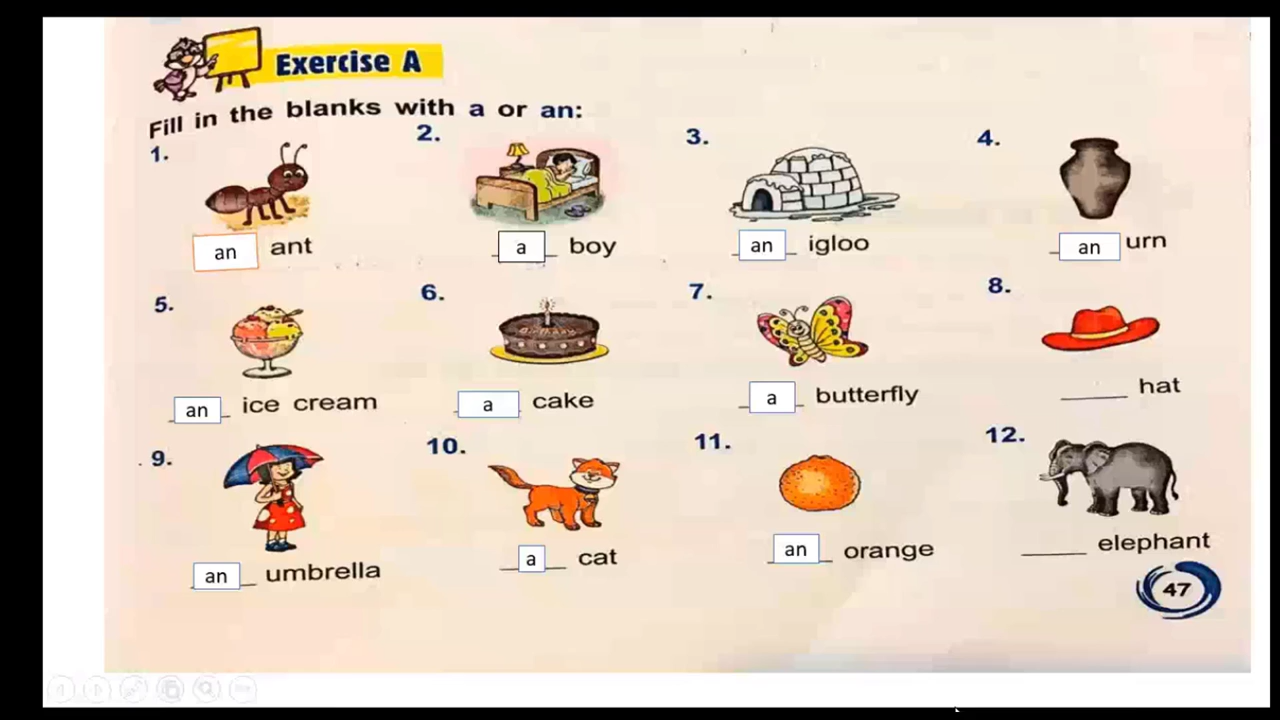 Exercise A
Fill in the blanks with a or an:
1. an ant
2. a boy
3. an igloo
4. an urn
5. an ice cream
6. a cake
7. a butterfly
8. ____ hat
9. an umbrella
10. a cat
11. an orange
12. ____ elephant
47